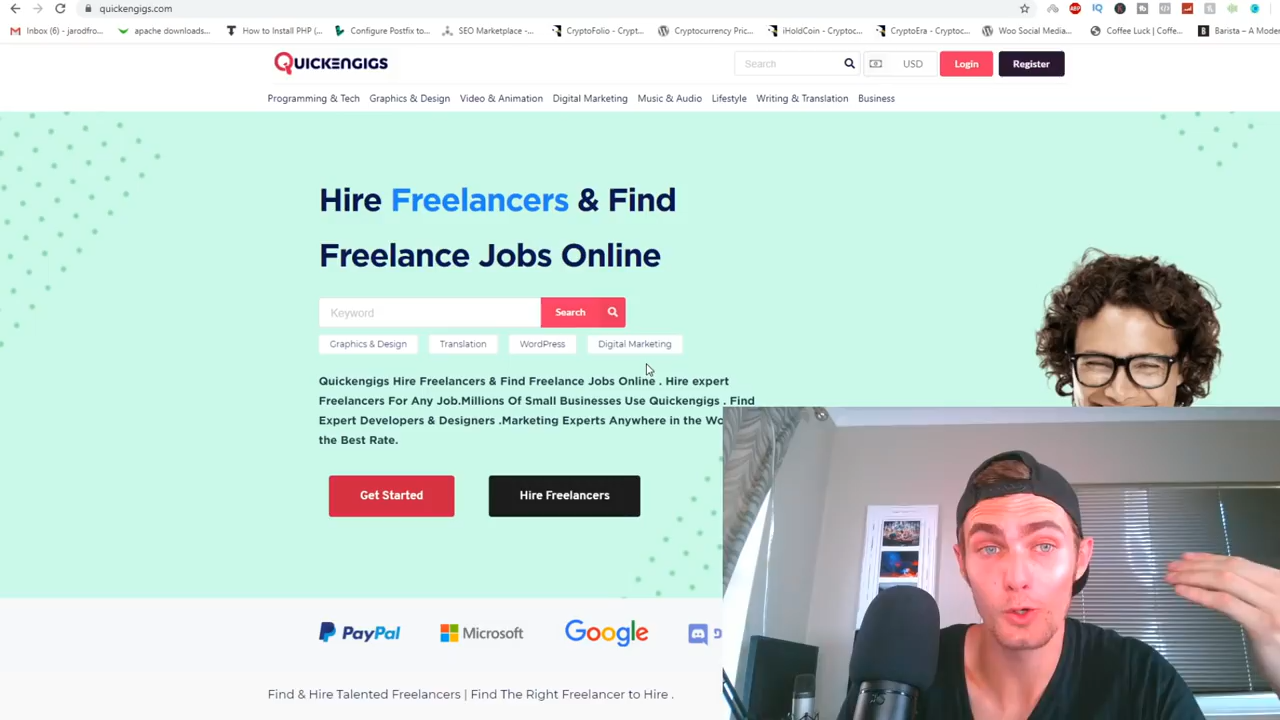 quickengigs.com
Inbox (6) - jarodfro...
apache downloads...
How to Install PHP (...
Configure Postfix to...
SEO Marketplace -...
CryptoFolio - Crypt...
Cryptocurrency Pric...
iHoldCoin - Cryptoc...
CryptoEra - Cryptoc...
Woo Social Media...
Coffee Luck | Coffe...
Barista – A Moder
QUICKENGIGS
Search
USD
Login
Register
Programming & Tech
Graphics & Design
Video & Animation
Digital Marketing
Music & Audio
Lifestyle
Writing & Translation
Business
Hire Freelancers & Find
Freelance Jobs Online
Keyword
Search
Graphics & Design
Translation
WordPress
Digital Marketing
Quickengigs Hire Freelancers & Find Freelance Jobs Online . Hire expert
Freelancers For Any Job.Millions Of Small Businesses Use Quickengigs . Find
Expert Developers & Designers .Marketing Experts Anywhere in the Wo
the Best Rate.
Get Started
Hire Freelancers
PayPal
Microsoft
Google
Find & Hire Talented Freelancers | Find The Right Freelancer to Hire .